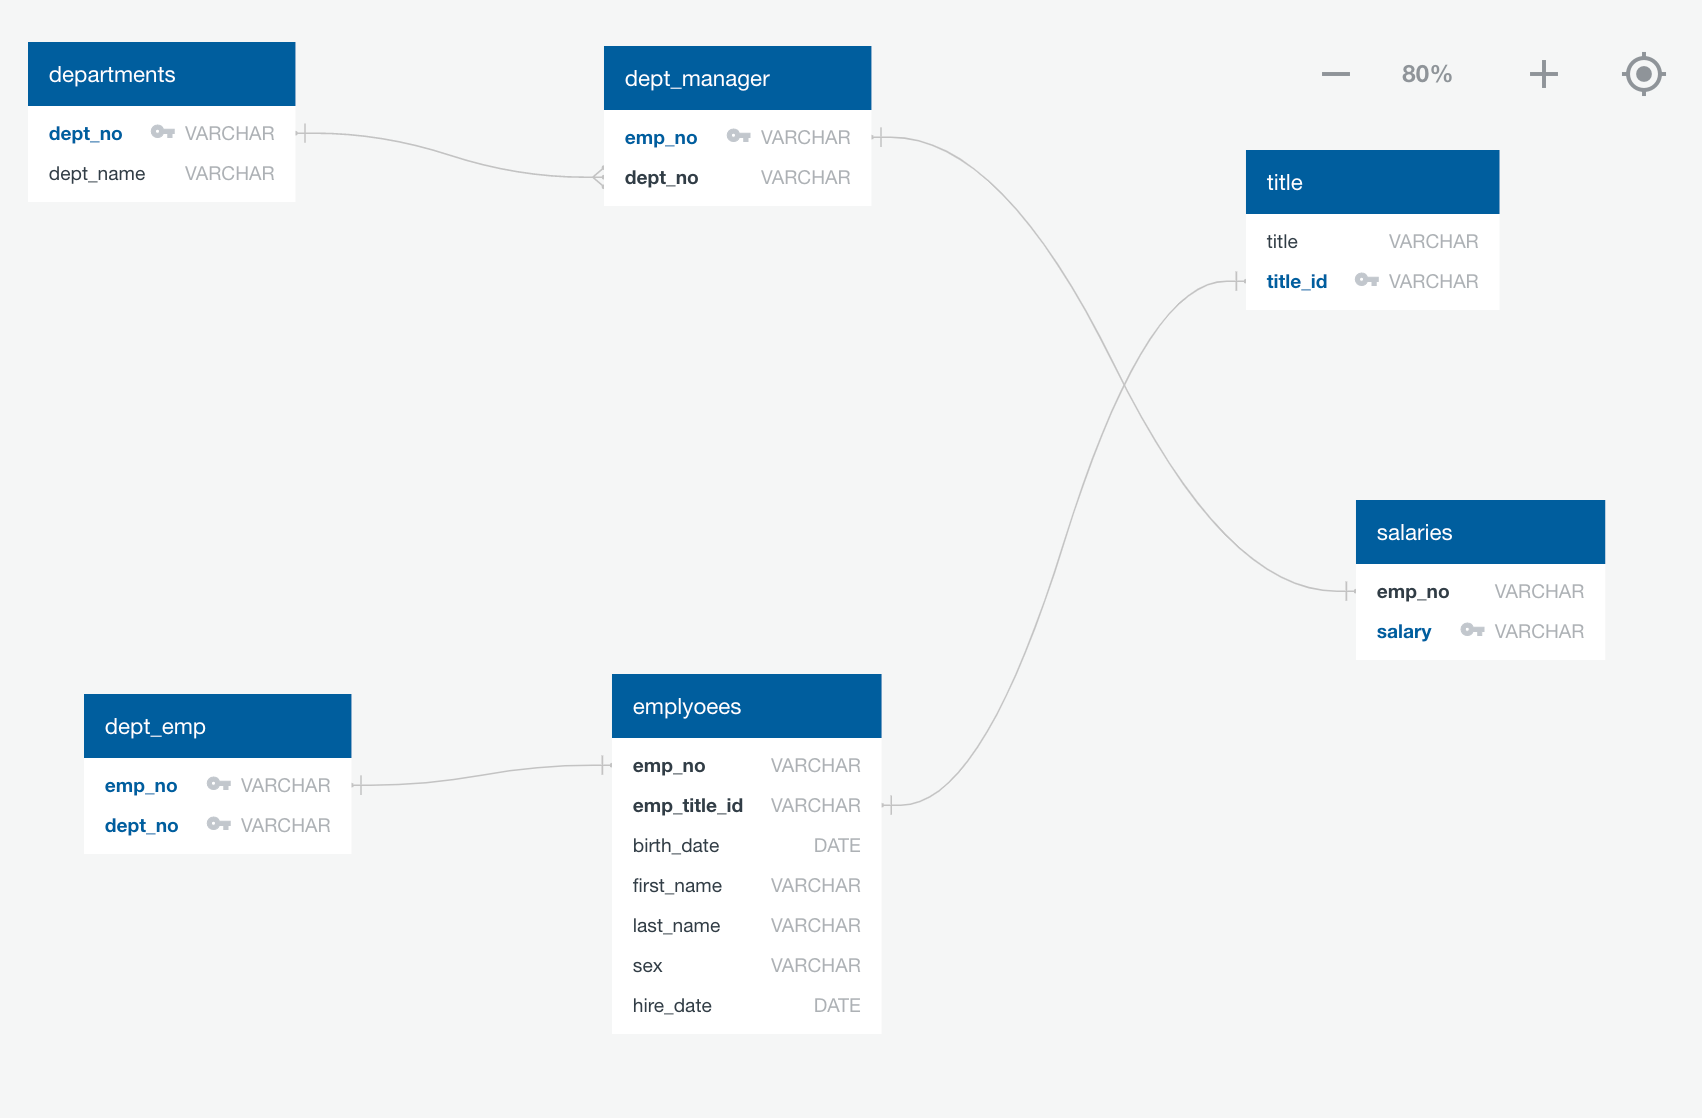 departments
dept_no VARCHAR
dept_name VARCHAR
dept_manager
emp_no VARCHAR
dept_no VARCHAR
80%
title
title VARCHAR
title_id VARCHAR
salaries
emp_no VARCHAR
salary VARCHAR
dept_emp
emp_no VARCHAR
dept_no VARCHAR
emplyoees
emp_no VARCHAR
emp_title_id VARCHAR
birth_date DATE
first_name VARCHAR
last_name VARCHAR
sex VARCHAR
hire_date DATE